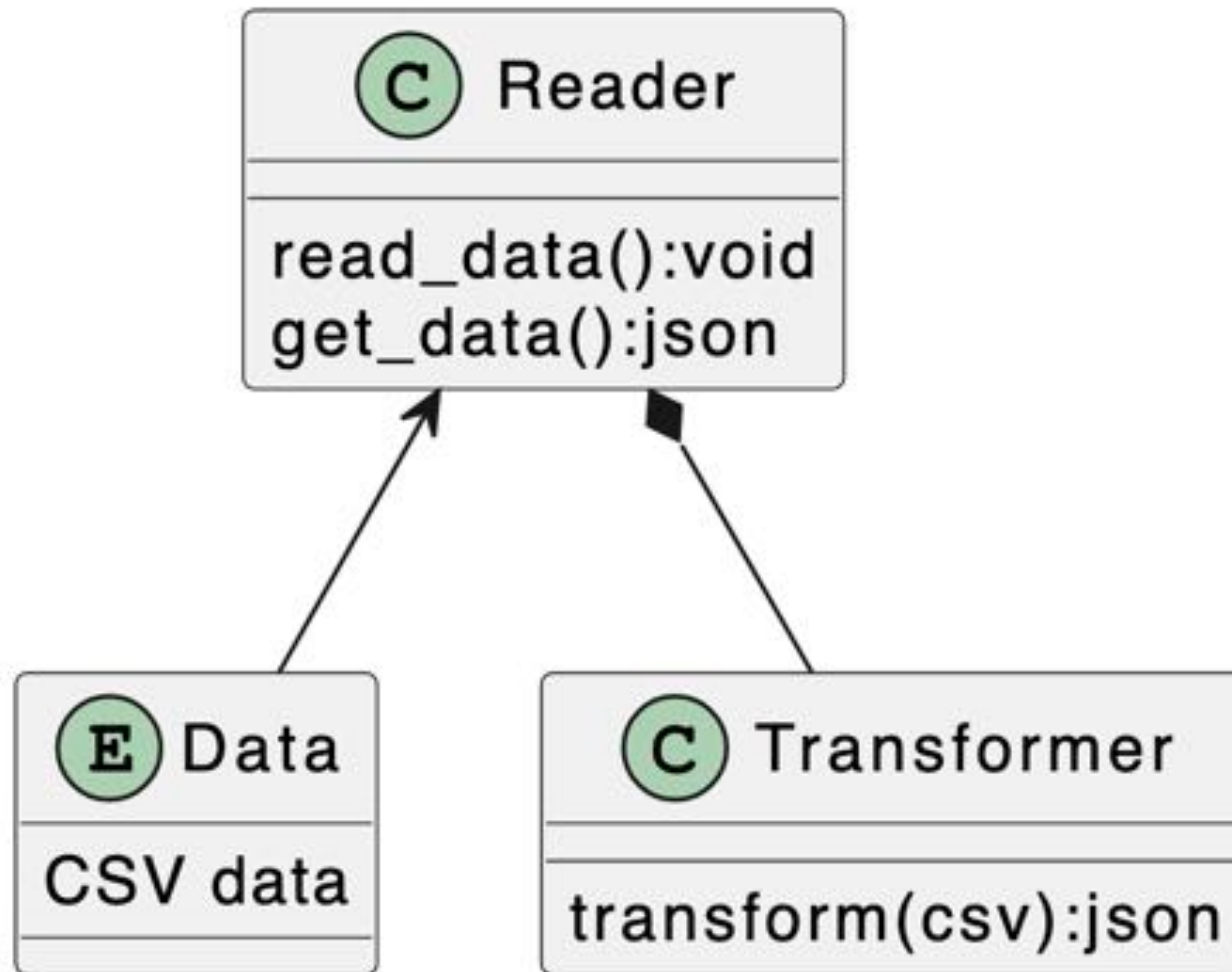 C Reader
read_data():void
get_data():json
E Data
CSV data
C Transformer
transform(csv):json